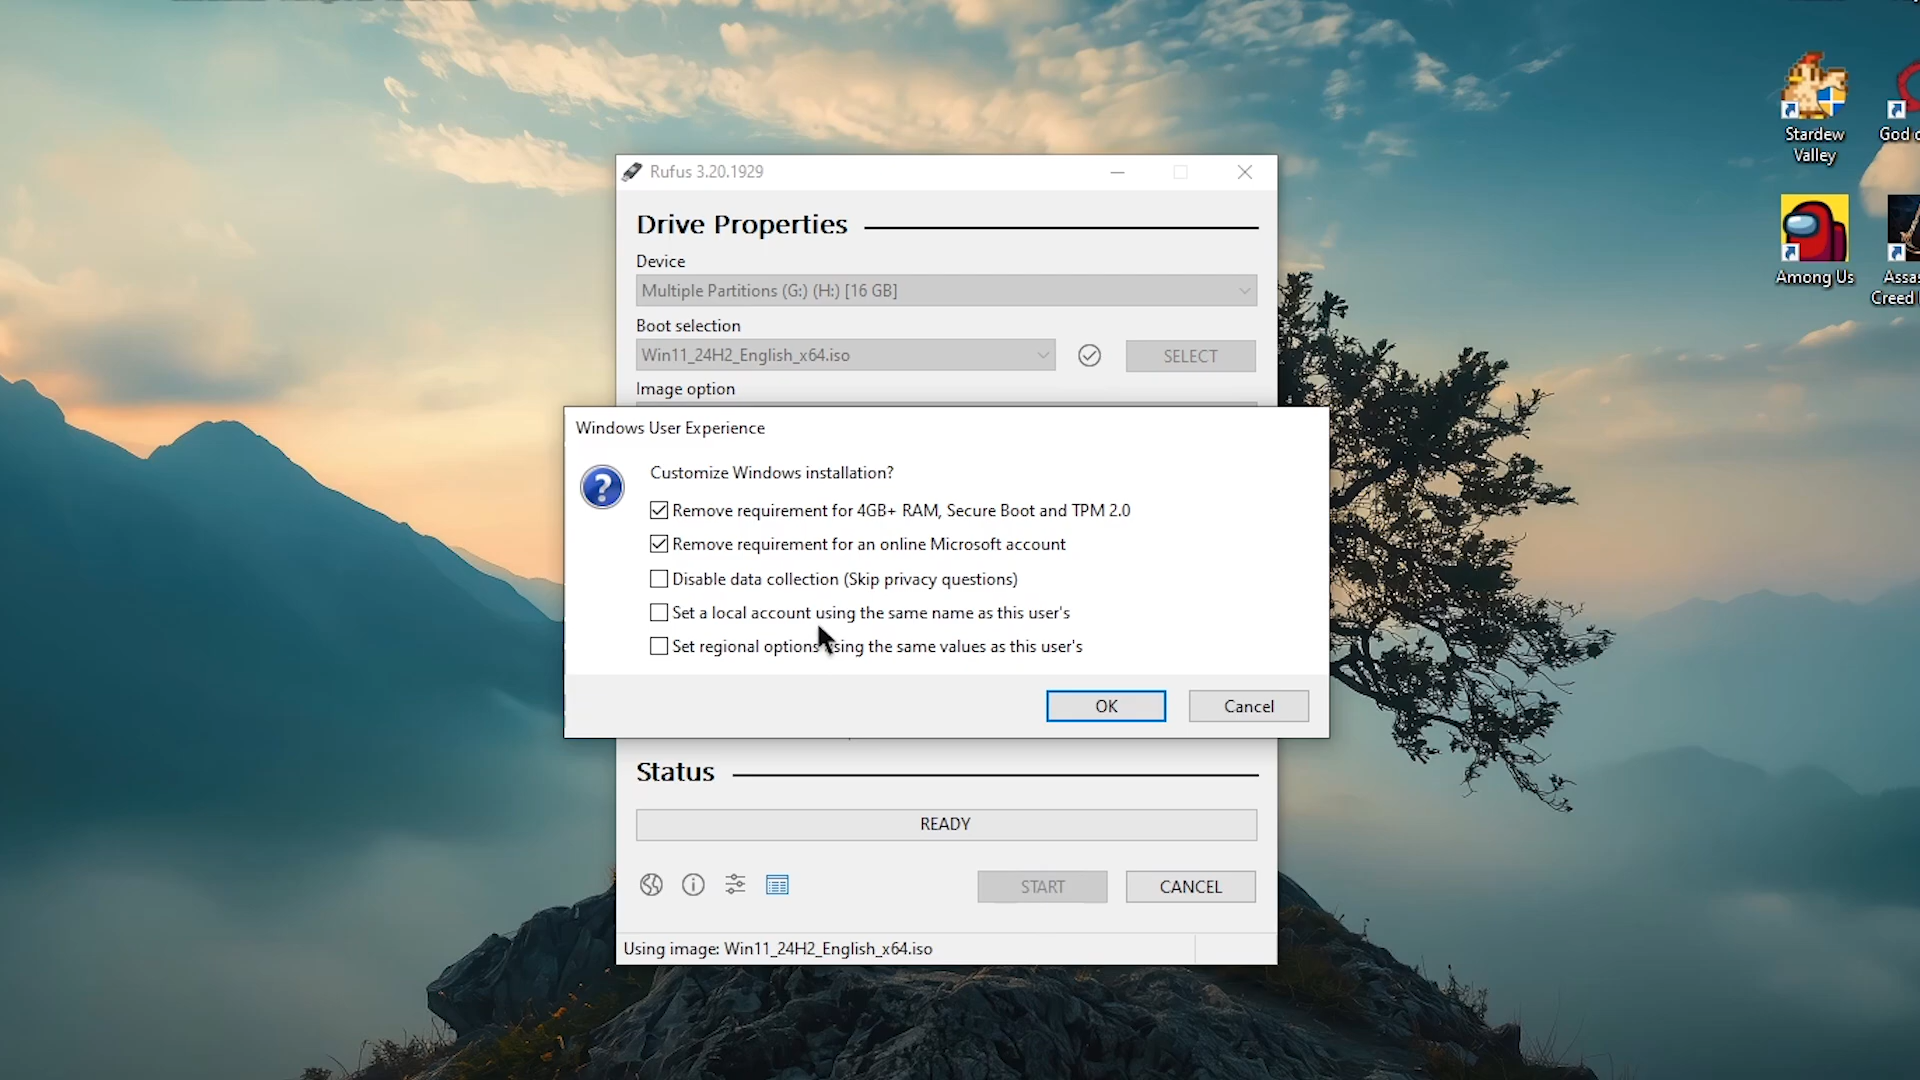 Rufus 3.20.1929
Drive Properties
Device
Multiple Partitions (G:) (H:) [16 GB]
Boot selection
Win11_24H2_English_x64.iso
SELECT
Image option
Windows User Experience
Customize Windows installation?
Remove requirement for 4GB+ RAM, Secure Boot and TPM 2.0
Remove requirement for an online Microsoft account
Disable data collection (Skip privacy questions)
Set a local account using the same name as this user's
Set regional options using the same values as this user's
OK
Cancel
Status
READY
START
CANCEL
Using image: Win11_24H2_English_x64.iso
Stardew
Valley
God
Among Us
Creed